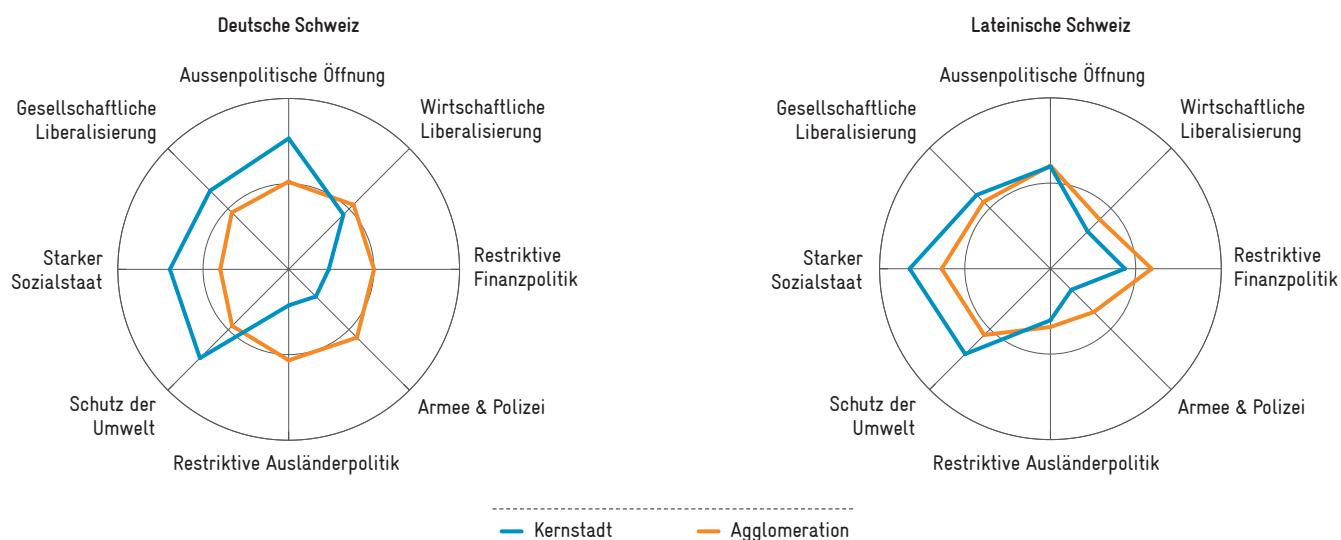 Deutsche Schweiz
Aussenpolitische Öffnung
Gesellschaftliche
Liberalisierung
Wirtschaftliche
Liberalisierung
Starker
Sozialstaat
Restriktive
Finanzpolitik
Schutz der
Umwelt
Armee & Polizei
Restriktive Ausländerpolitik
Lateinische Schweiz
Aussenpolitische Öffnung
Gesellschaftliche
Liberalisierung
Wirtschaftliche
Liberalisierung
Starker
Sozialstaat
Restriktive
Finanzpolitik
Schutz der
Umwelt
Armee & Polizei
Restriktive Ausländerpolitik
Kernstadt
Agglomeration